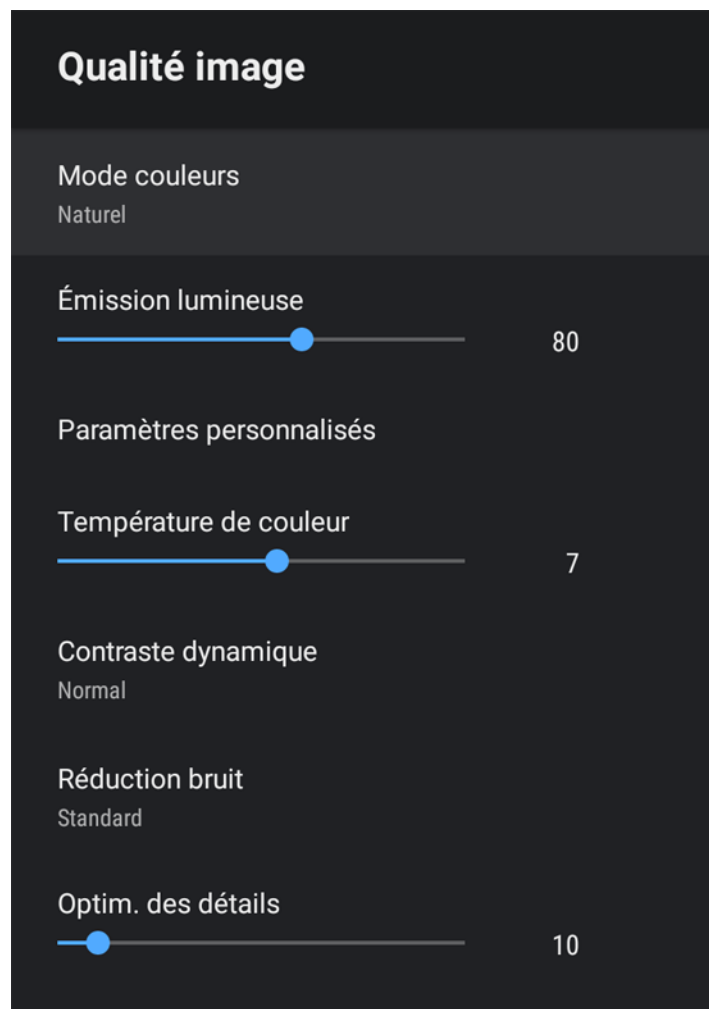 Qualité image
Mode couleurs
Naturel
Émission lumineuse
80
Paramètres personnalisés
Température de couleur
7
Contraste dynamique
Normal
Réduction bruit
Standard
Optim. des détails
10